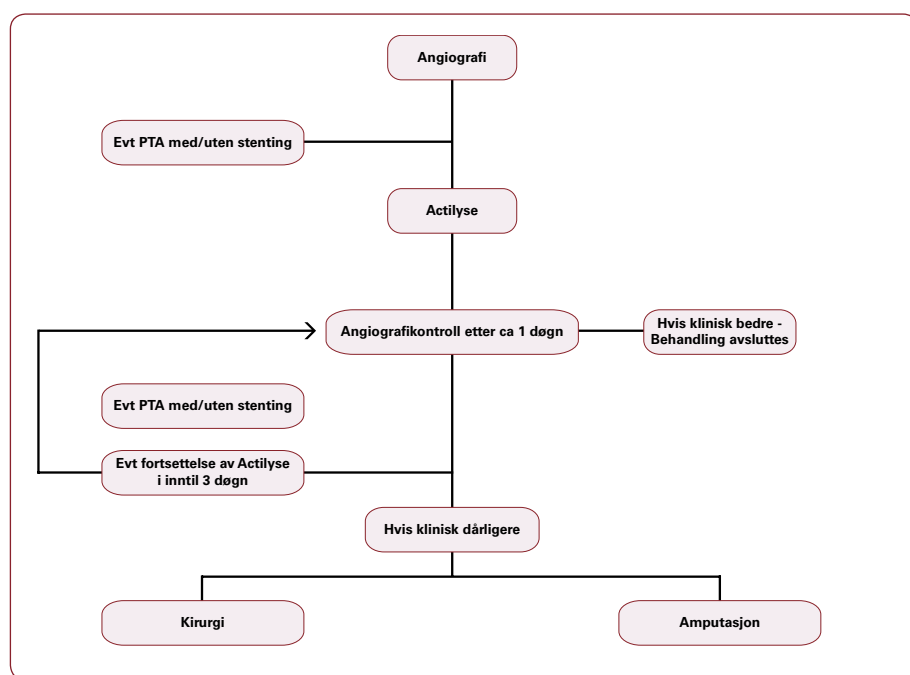 Angiografi
Evt PTA med/uten stenting
Actilyse
Angiografikontroll etter ca 1 døgn
Hvis klinisk bedre -
Behandling avsluttes
Evt PTA med/uten stenting
Evt fortsettelse av Actilyse
i inntil 3 døgn
Hvis klinisk dårligere
Kirurgi
Amputasjon